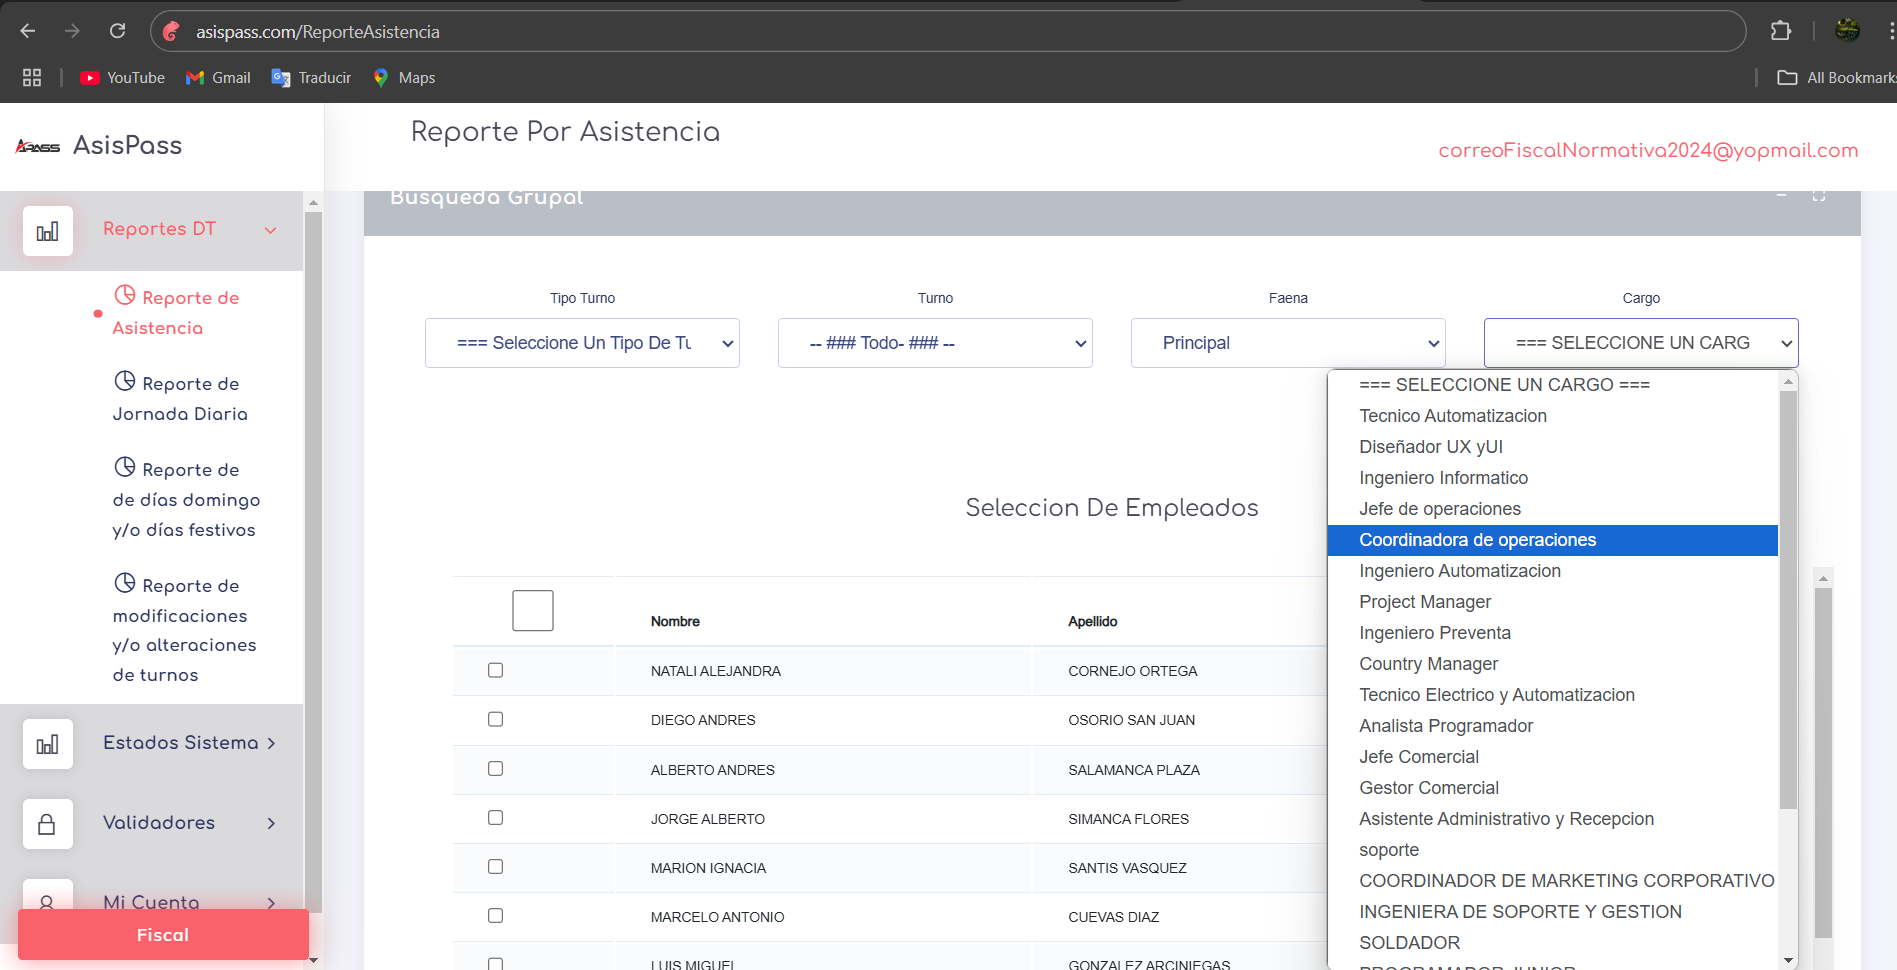 asispass.com/ReporteAsistencia
YouTube
Gmail
Traducir
Maps
All Bookmarks
APASS
AsisPass
Reporte Por Asistencia
correoFiscalNormativa2024@yopmail.com
Busqueda Grupal
Reportes DT
Reporte de
Asistencia
Reporte de
Jornada Diaria
Reporte de
de días domingo
y/o días festivos
Reporte de
modificaciones
y/o alteraciones
de turnos
Estados Sistema
Validadores
Mi Cuenta
Fiscal
Tipo Turno
Turno
Faena
Cargo
=== Seleccione Un Tipo De Tu
-- ### Todo- ### --
Principal
=== SELECCIONE UN CARG
=== SELECCIONE UN CARGO ===
Tecnico Automatizacion
Diseñador UX yUI
Ingeniero Informatico
Jefe de operaciones
Coordinadora de operaciones
Ingeniero Automatizacion
Project Manager
Ingeniero Preventa
Country Manager
Tecnico Electrico y Automatizacion
Analista Programador
Jefe Comercial
Gestor Comercial
Asistente Administrativo y Recepcion
soporte
COORDINADOR DE MARKETING CORPORATIVO
INGENIERA DE SOPORTE Y GESTION
SOLDADOR
PROGRAMADOR JUNIOR
Seleccion De Empleados
Nombre Apellido
NATALI ALEJANDRA CORNEJO ORTEGA
DIEGO ANDRES OSORIO SAN JUAN
ALBERTO ANDRES SALAMANCA PLAZA
JORGE ALBERTO SIMANCA FLORES
MARION IGNACIA SANTIS VASQUEZ
MARCELO ANTONIO CUEVAS DIAZ
LUIS MIGUEL GONZALEZ ARCINIEGAS